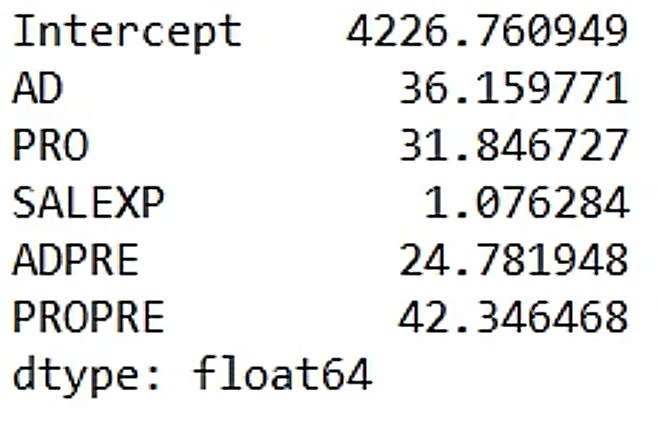 Intercept 4226.760949
AD 36.159771
PRO 31.846727
SALEXP 1.076284
ADPRE 24.781948
PROPRE 42.346468
dtype: float64